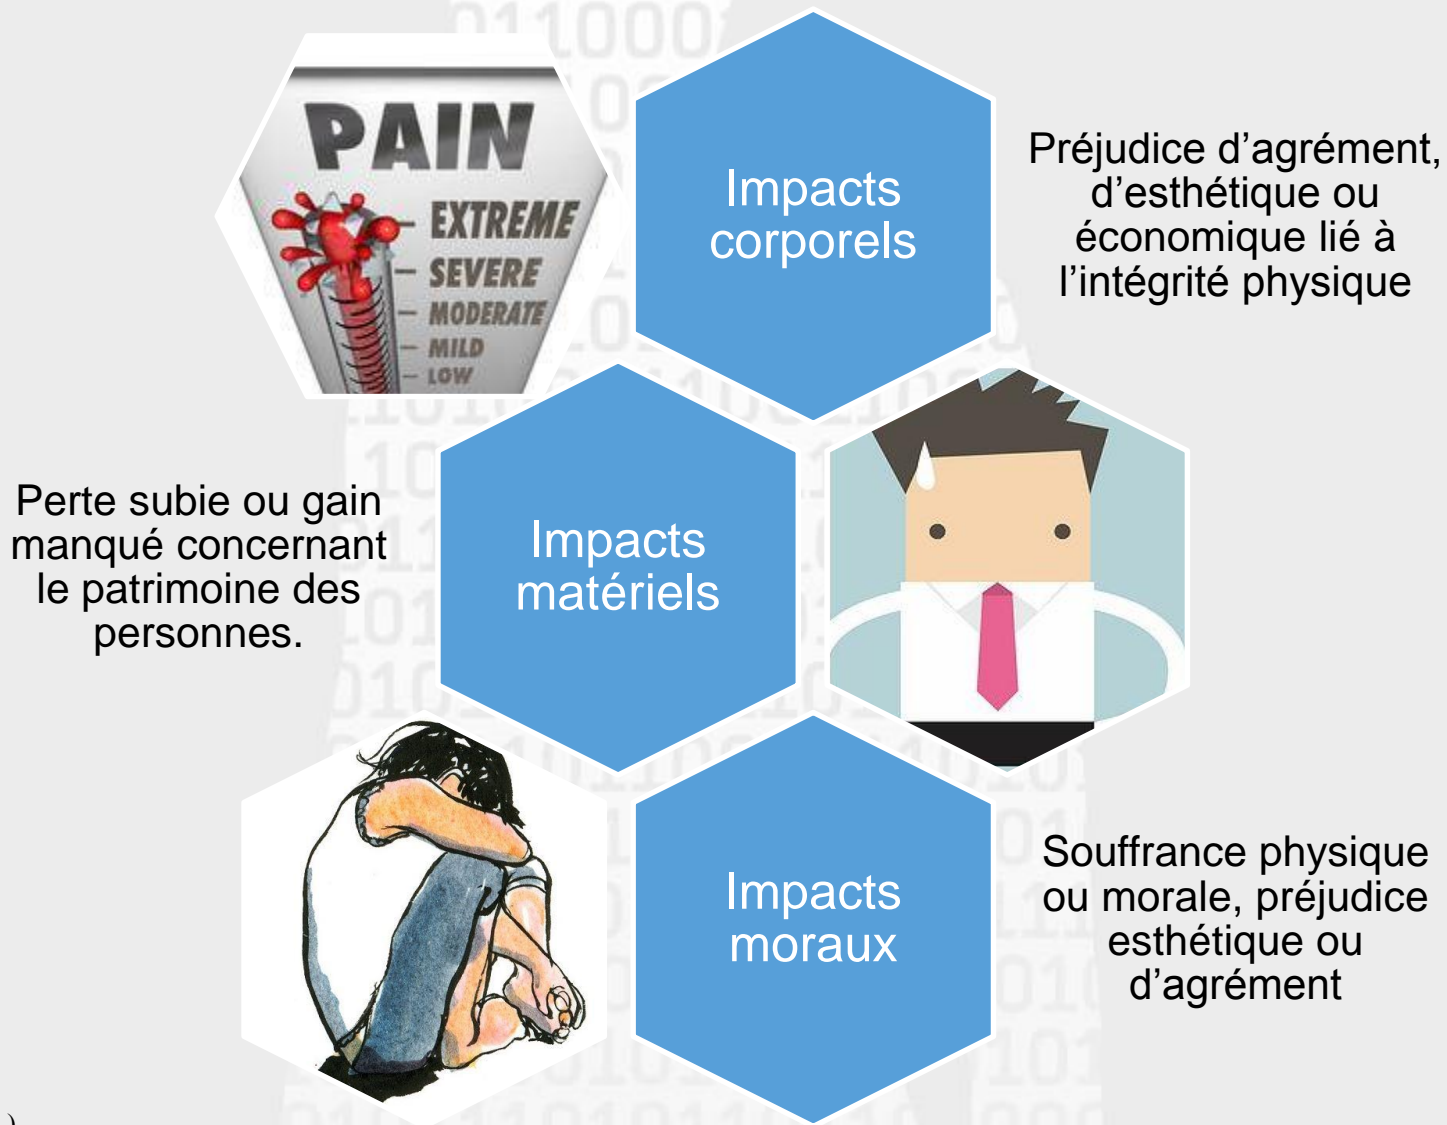 PAIN
EXTREME
SEVERE
MODERATE
MILD
LOW
Impacts
corporels
Préjudice d’agrément,
d’esthétique ou
économique lié à
l’intégrité physique
Perte subie ou gain
manqué concernant
le patrimoine des
personnes.
Impacts
matériels
Impacts
moraux
Souffrance physique
ou morale, préjudice
esthétique ou
d’agrément
)